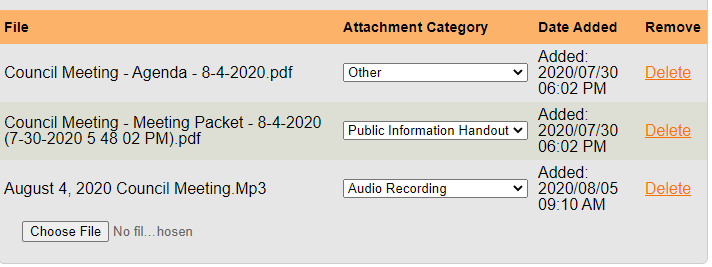 File Attachment Category Date Added Remove
Council Meeting - Agenda - 8-4-2020.pdf Other Added: 2020/07/30 06:02 PM Delete
Council Meeting - Meeting Packet - 8-4-2020 (7-30-2020 5 48 02 PM).pdf Public Information Handout Added: 2020/07/30 06:02 PM Delete
August 4, 2020 Council Meeting.Mp3 Audio Recording Added: 2020/08/05 09:10 AM Delete
Choose File No fil...hosen